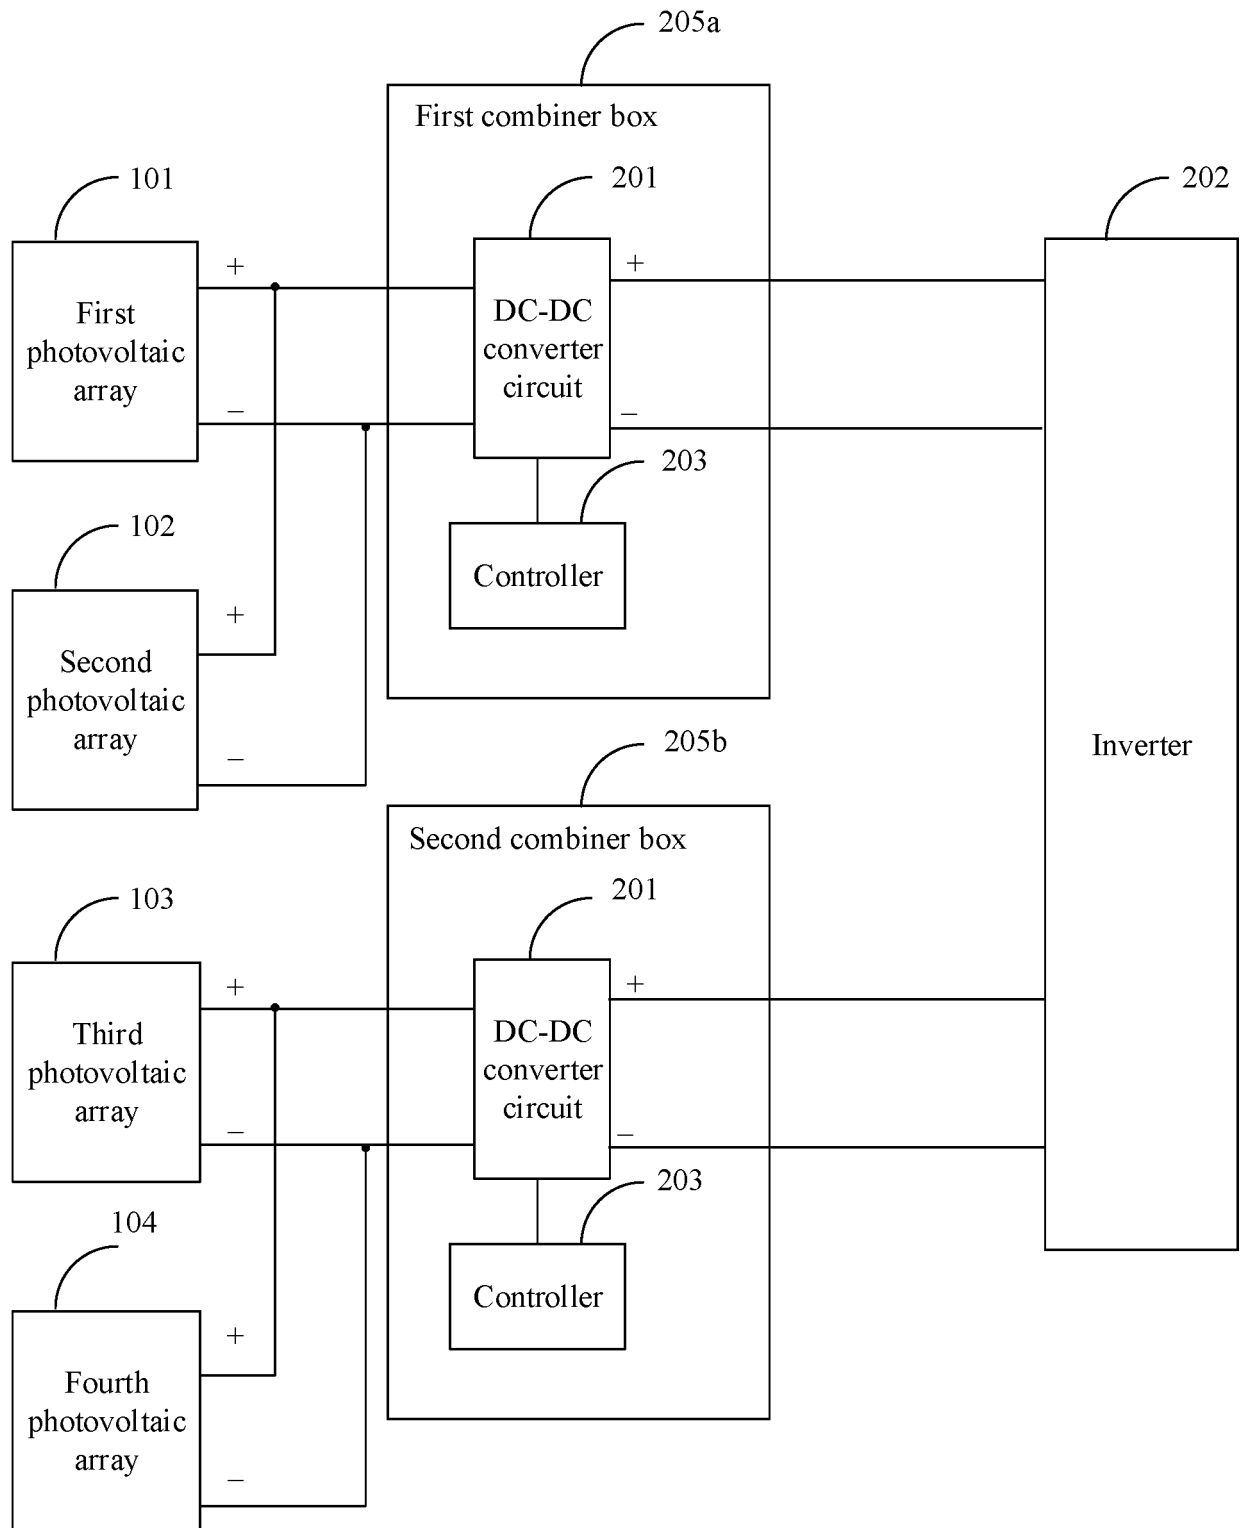 205a
First combiner box
101
201
202
+
+
First
photovoltaic
array
DC-DC
converter
circuit
−
−
203
102
Controller
+
Second
photovoltaic
array
−
Inverter
205b
Second combiner box
103
201
+
+
Third
photovoltaic
array
DC-DC
converter
circuit
−
−
203
104
Controller
+
Fourth
photovoltaic
array
−